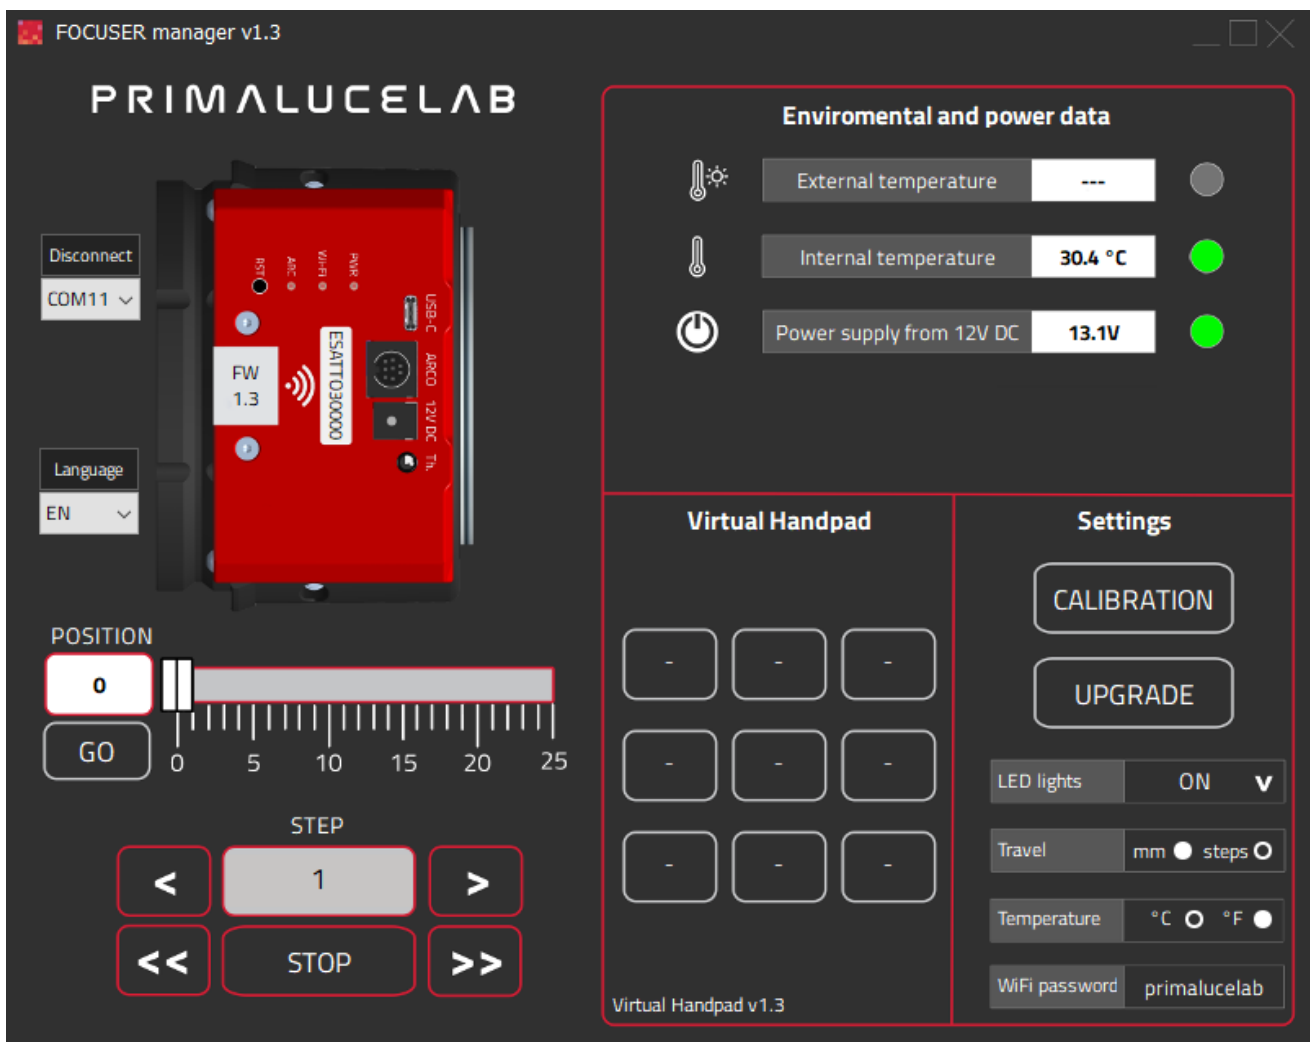 FOCUSER manager v1.3
PRIMALUCELAB
Disconnect
COM11
Language
EN
RST
ARC
Wi-Fi
PWR
USB-C
ARCO
12V DC
Th.
FW
1.3
ESATTO30000
POSITION
0
GO
0 5 10 15 20 25
STEP
< 1 >
<< STOP >>
Enviromental and power data
External temperature ---
Internal temperature 30.4 °C
Power supply from 12V DC 13.1V
Virtual Handpad
- - -
- - -
- - -
Virtual Handpad v1.3
Settings
CALIBRATION
UPGRADE
LED lights ON v
Travel mm steps
Temperature °C °F
WiFi password primalucelab